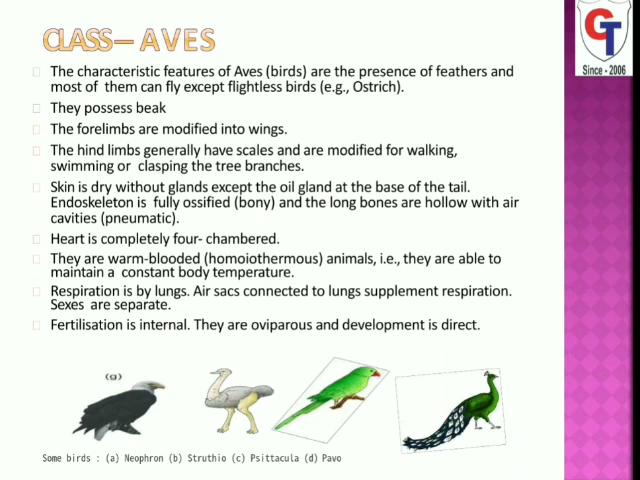 CLASS – AVES
GT
Since - 2006
The characteristic features of Aves (birds) are the presence of feathers and
most of them can fly except flightless birds (e.g., Ostrich).
They possess beak
The forelimbs are modified into wings.
The hind limbs generally have scales and are modified for walking,
swimming or clasping the tree branches.
Skin is dry without glands except the oil gland at the base of the tail.
Endoskeleton is fully ossified (bony) and the long bones are hollow with air
cavities (pneumatic).
Heart is completely four- chambered.
They are warm-blooded (homoiothermous) animals, i.e., they are able to
maintain a constant body temperature.
Respiration is by lungs. Air sacs connected to lungs supplement respiration.
Sexes are separate.
Fertilisation is internal. They are oviparous and development is direct.
(g)
Some birds : (a) Neophron (b) Struthio (c) Psittacula (d) Pavo